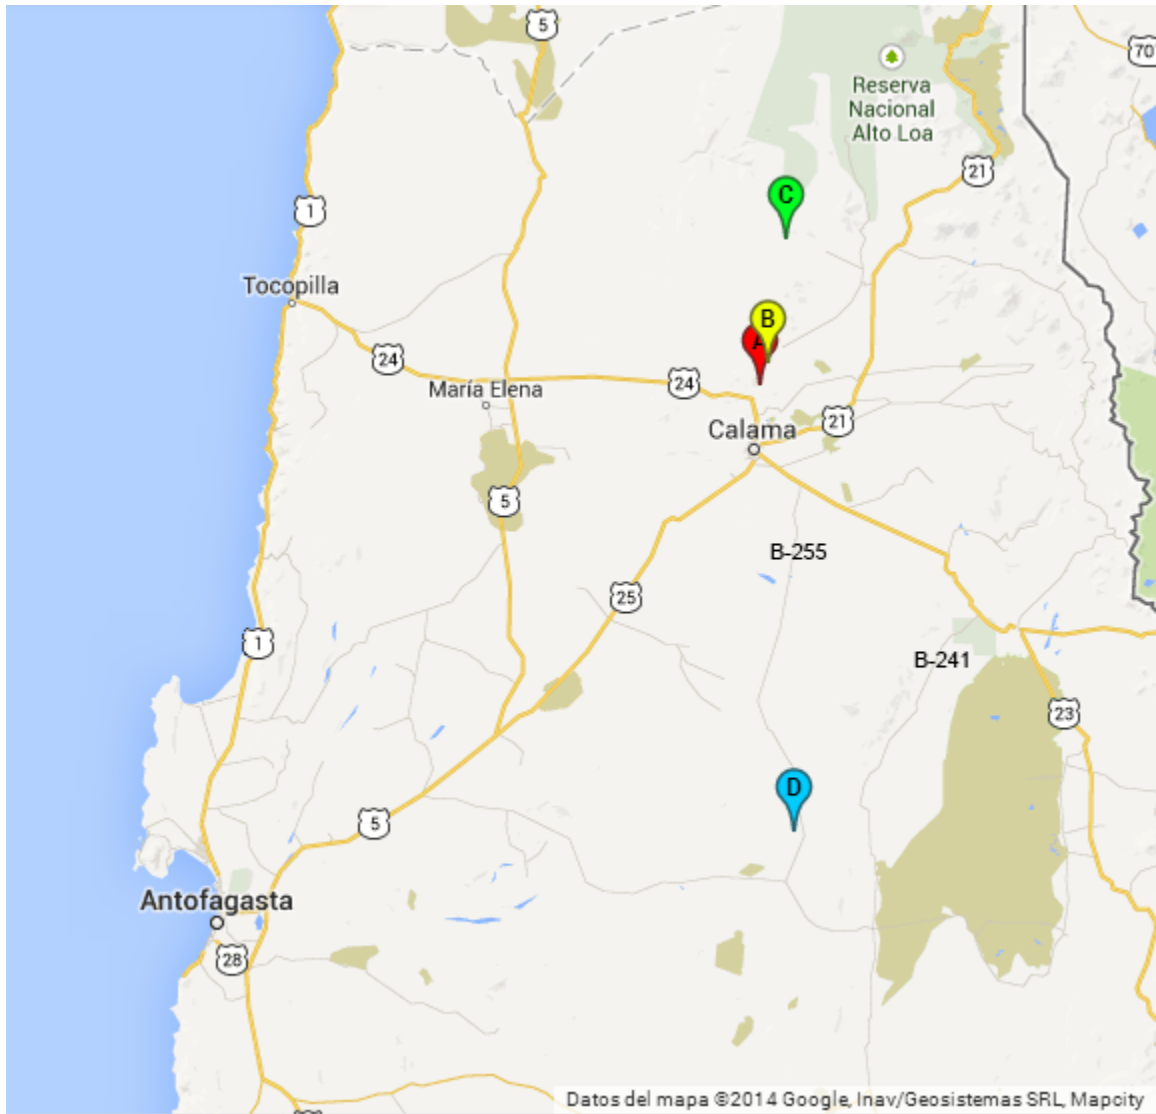 5
70
Reserva
Nacional
Alto Loa
21
C
1
Tocopilla
B
A
24
María Elena
24
21
Calama
5
B-255
25
1
B-241
23
D
5
Antofagasta
28
Datos del mapa ©2014 Google, Inav/Geosistemas SRL, Mapcity